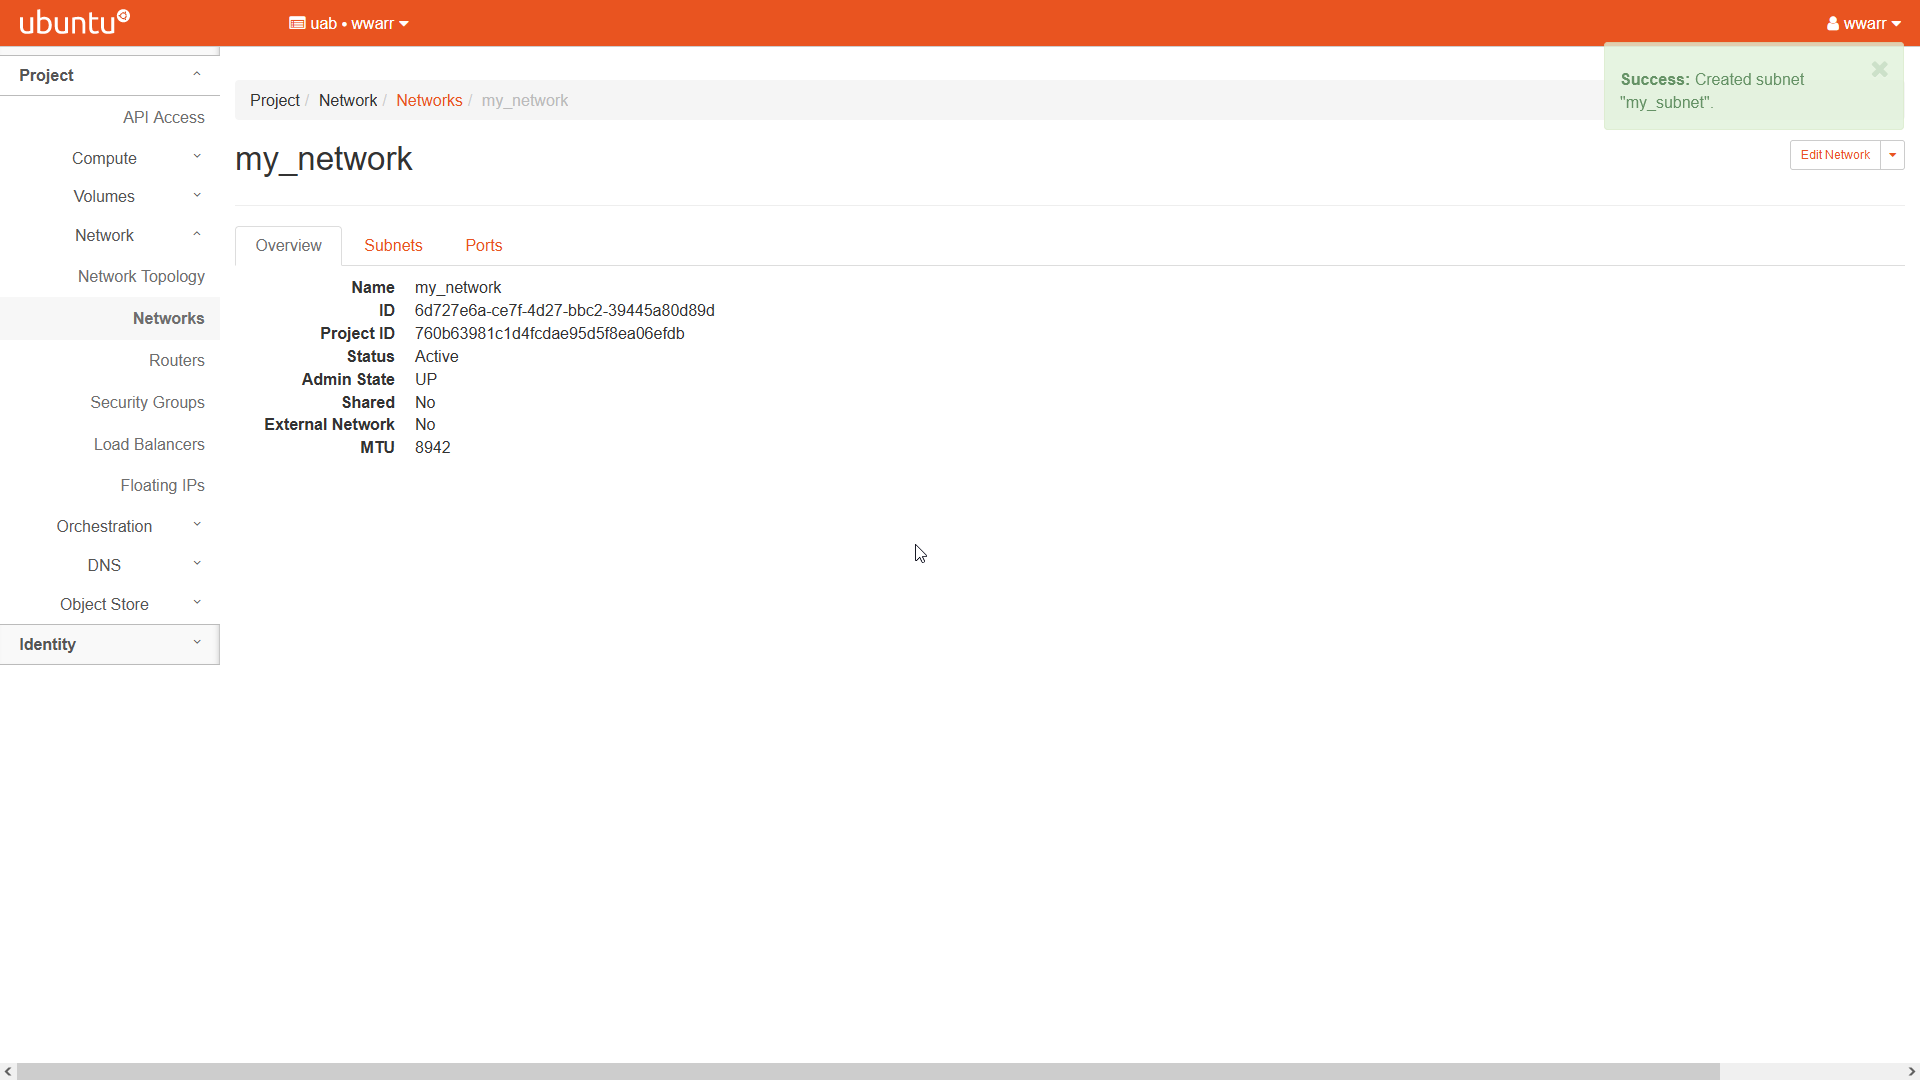 ubuntu
uab • wwarr
wwarr
Project
API Access
Compute
Volumes
Network
Network Topology
Networks
Routers
Security Groups
Load Balancers
Floating IPs
Orchestration
DNS
Object Store
Identity
Project / Network / Networks / my_network
Success: Created subnet
"my_subnet".
my_network
Edit Network
Overview Subnets Ports
Name my_network
ID 6d727e6a-ce7f-4d27-bbc2-39445a80d89d
Project ID 760b63981c1d4fcdae95d5f8ea06efdb
Status Active
Admin State UP
Shared No
External Network No
MTU 8942